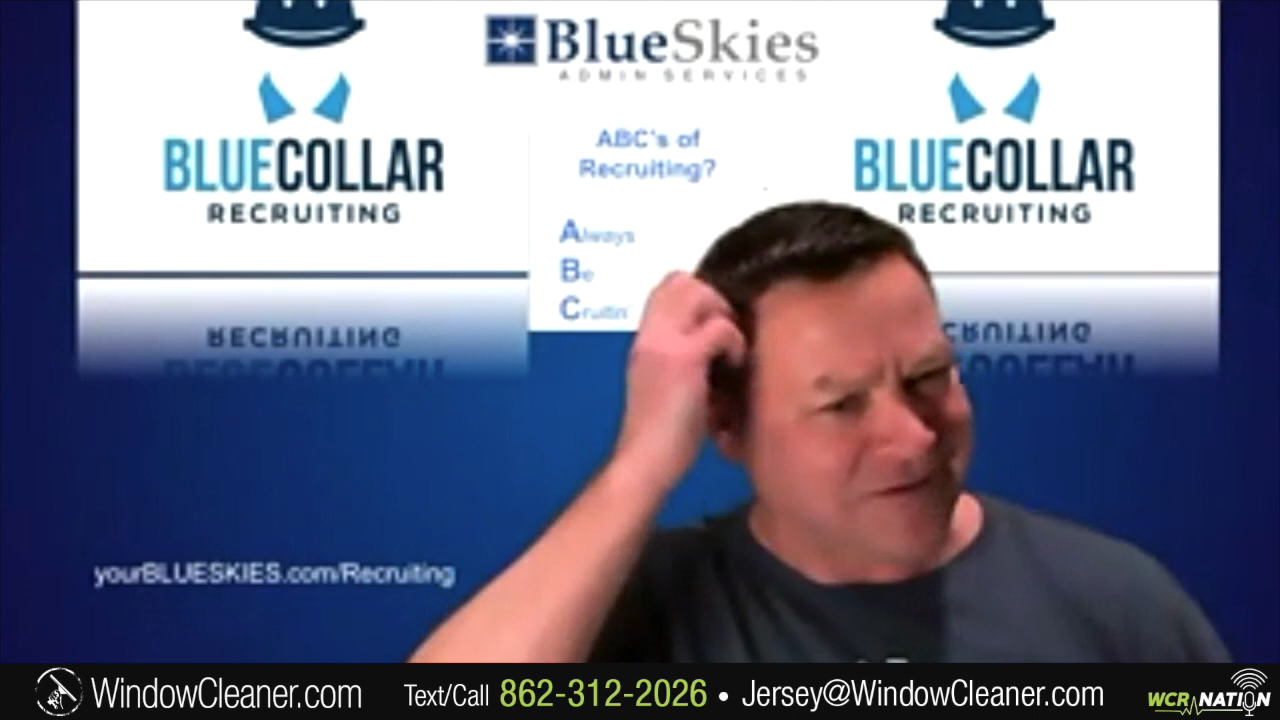 BlueSkies
ADMIN SERVICES
BLUECOLLAR
RECRUITING
BLUECOLLAR
RECRUITING
ABC's of
Recruiting?
Always
Be
Cruitin'
RECRUITING
yourBLUESKIES.com/Recruiting
WindowCleaner.com
Text/Call 862-312-2026 • Jersey@WindowCleaner.com
WCR NATION